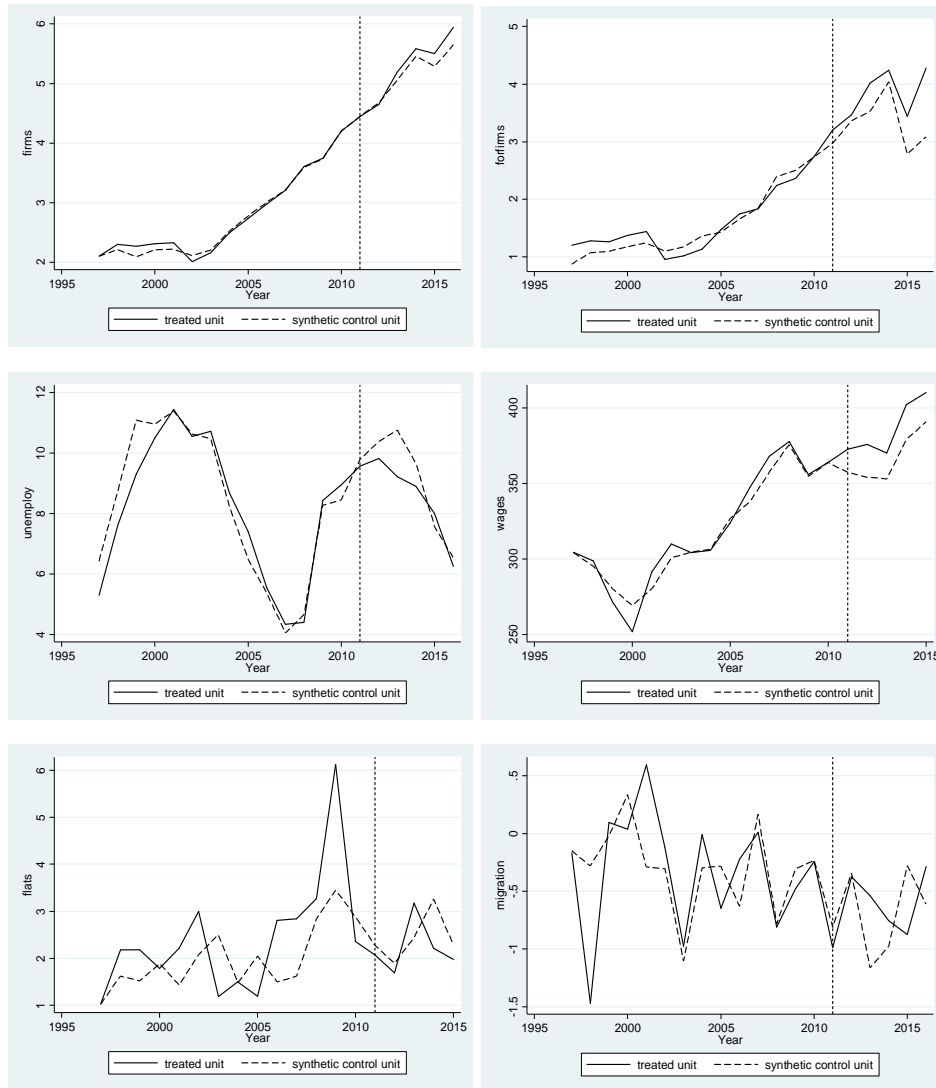 firms
6
5
4
3
2
1995 2000 2005 2010 2015
Year
treated unit synthetic control unit
forfirms
5
4
3
2
1
1995 2000 2005 2010 2015
Year
treated unit synthetic control unit
unemploy
12
10
8
6
4
1995 2000 2005 2010 2015
Year
treated unit synthetic control unit
wages
400
350
300
250
1995 2000 2005 2010 2015
Year
treated unit synthetic control unit
flats
6
5
4
3
2
1
1995 2000 2005 2010 2015
Year
treated unit synthetic control unit
migration
.5
0
-.5
-1
-1.5
1995 2000 2005 2010 2015
Year
treated unit synthetic control unit